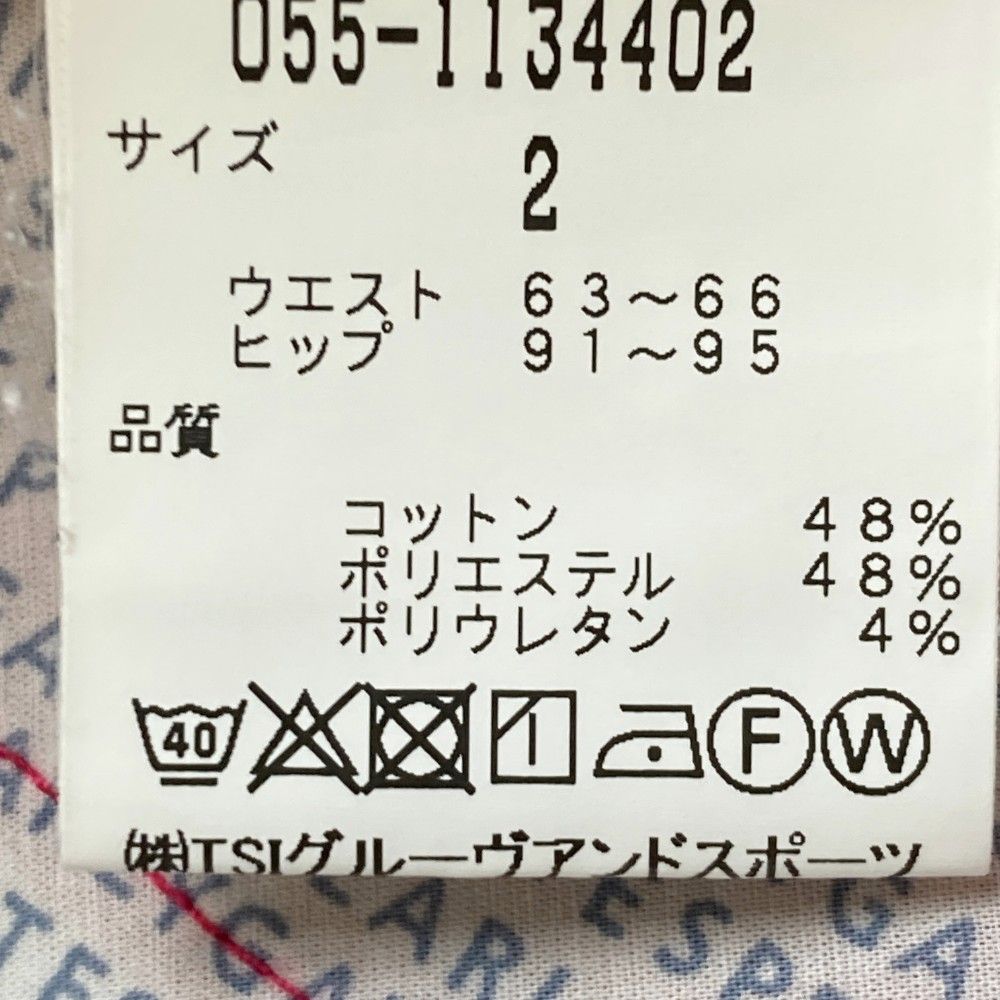 055-1134402
サイズ 2
ウエスト 63〜66
ヒップ 91〜95
品質
コットン 48%
ポリエステル 48%
ポリウレタン 4%
40 F W
㈱TSIグルーヴアンドスポーツ